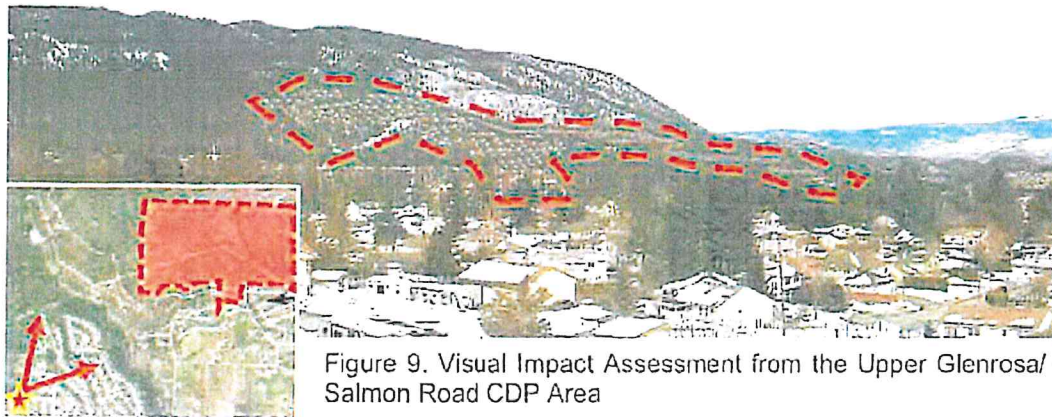 Figure 9. Visual Impact Assessment from the Upper Glenrosa/
Salmon Road CDP Area